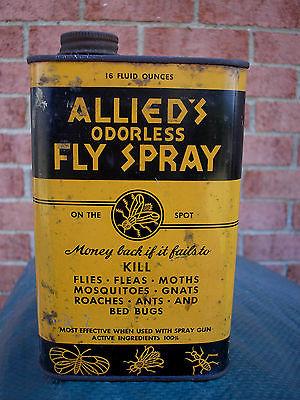 16 FLUID OUNCES
ALLIED'S
ODORLESS
FLY SPRAY
ON THE SPOT
Money back if it fails to
KILL
FLIES · FLEAS · MOTHS
MOSQUITOES · GNATS
ROACHES · ANTS · AND
BED BUGS
MOST EFFECTIVE WHEN USED WITH SPRAY GUN
ACTIVE INGREDIENTS 100%